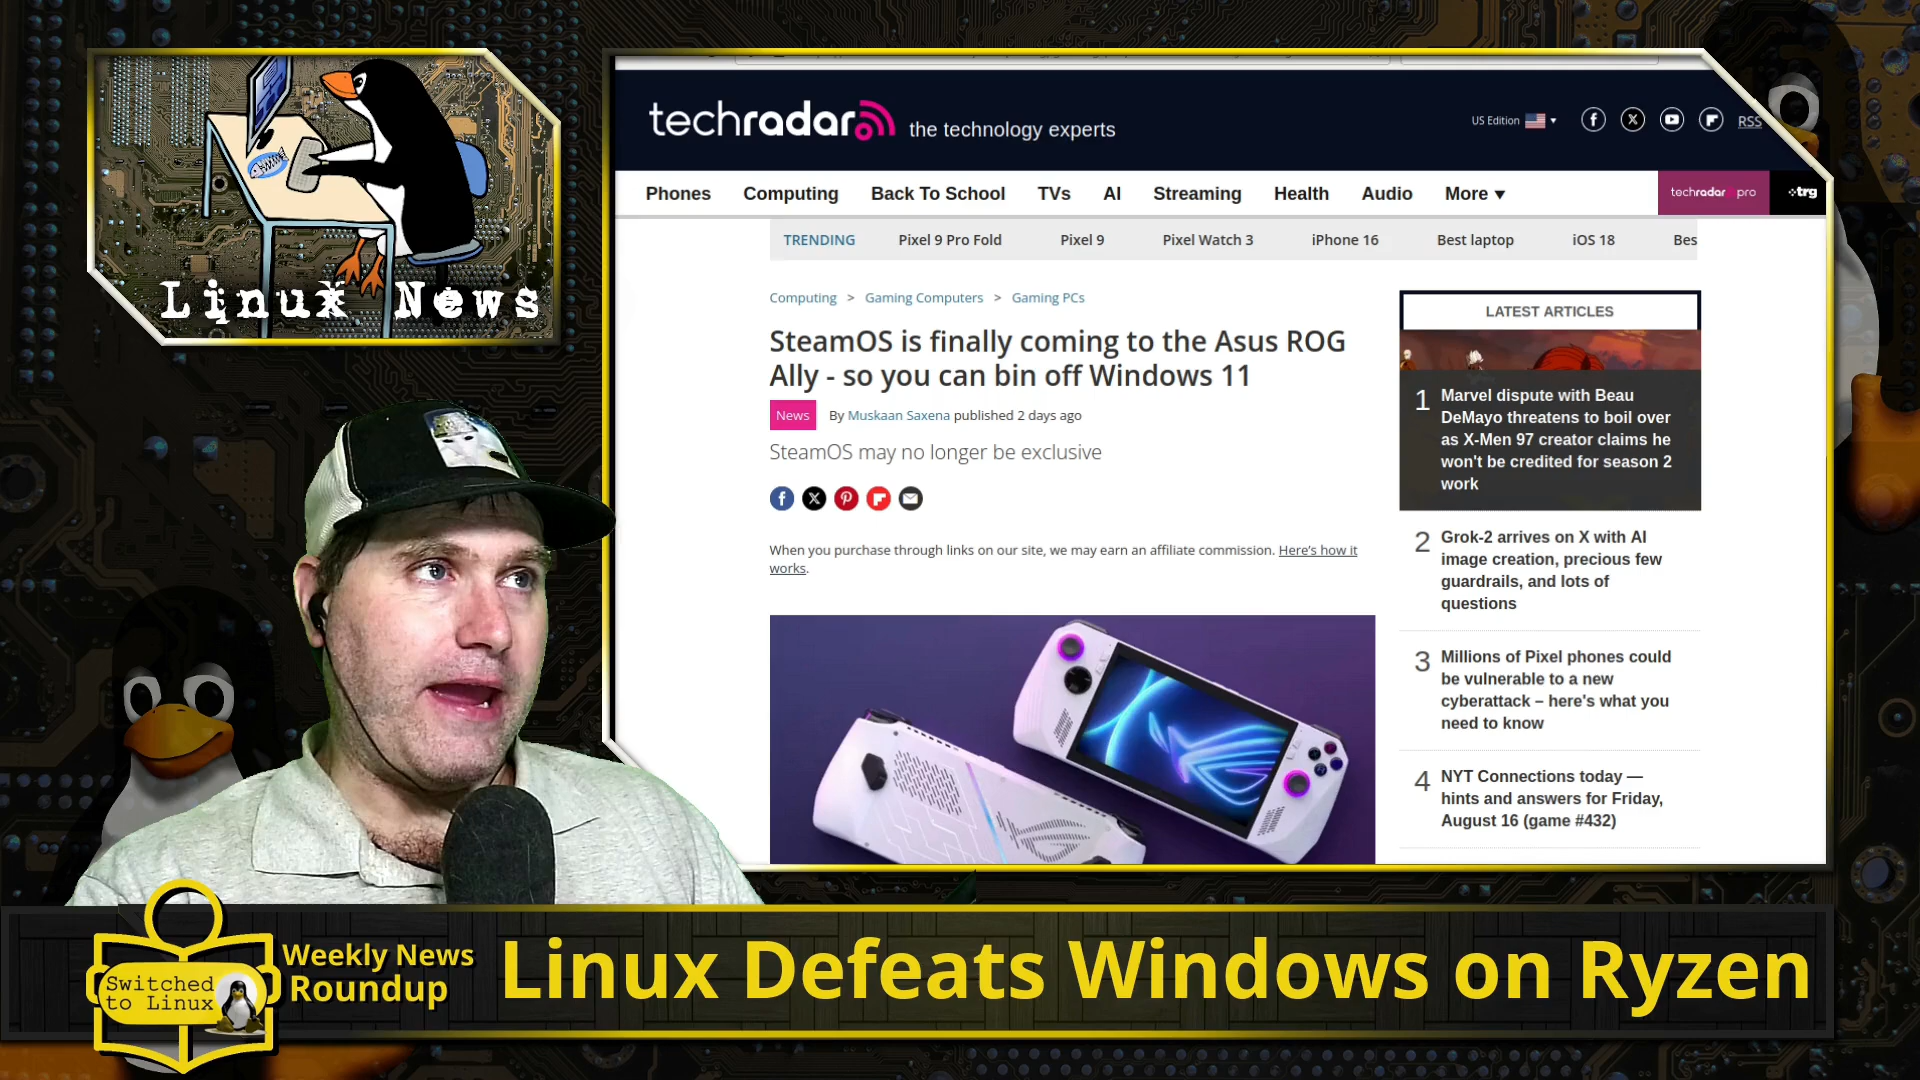 Linux News
techradar the technology experts
US Edition
RSS
Phones Computing Back To School TVs AI Streaming Health Audio More
techradar pro
trg
TRENDING Pixel 9 Pro Fold Pixel 9 Pixel Watch 3 iPhone 16 Best laptop iOS 18 Bes
Computing > Gaming Computers > Gaming PCs
SteamOS is finally coming to the Asus ROG
Ally - so you can bin off Windows 11
News By Muskaan Saxena published 2 days ago
SteamOS may no longer be exclusive
When you purchase through links on our site, we may earn an affiliate commission. Here's how it
works.
LATEST ARTICLES
1 Marvel dispute with Beau
DeMayo threatens to boil over
as X-Men 97 creator claims he
won't be credited for season 2
work
2 Grok-2 arrives on X with AI
image creation, precious few
guardrails, and lots of
questions
3 Millions of Pixel phones could
be vulnerable to a new
cyberattack – here's what you
need to know
4 NYT Connections today —
hints and answers for Friday,
August 16 (game #432)
Switched
to Linux
Weekly News
Roundup
Linux Defeats Windows on Ryzen